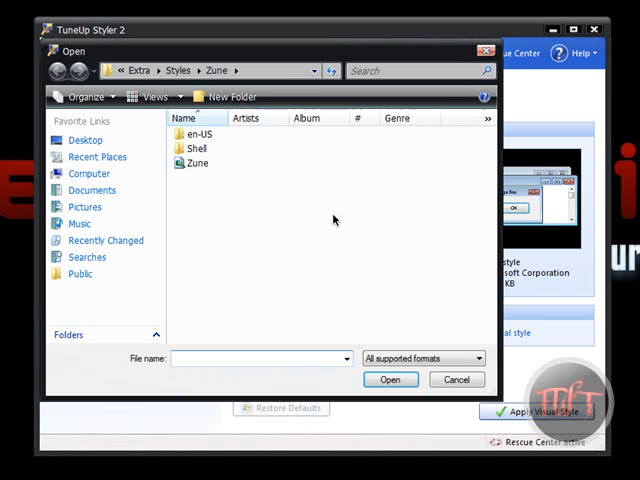 TuneUp Styler 2
Open
Rescue Center
Help
« Extra ▸ Styles ▸ Zune ▸
Search
Organize
Views
New Folder
Favorite Links
Desktop
Recent Places
Computer
Documents
Pictures
Music
Recently Changed
Searches
Public
Folders
Name Artists Album # Genre »
en-US
Shell
Zune
OK
style
soft Corporation
KB
al style
File name:
All supported formats
Open
Cancel
Restore Defaults
Apply Visual Style
Rescue Center active